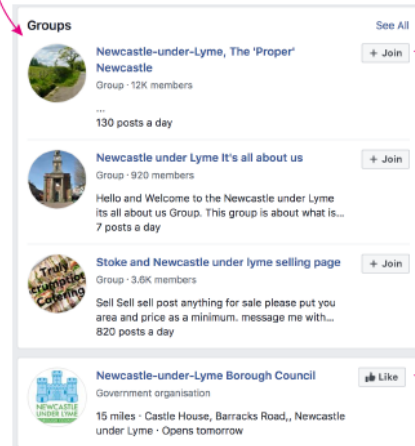 Groups
See All
Newcastle-under-Lyme, The 'Proper'
Newcastle
+ Join
Group · 12K members
...
130 posts a day
Newcastle under Lyme It's all about us
+ Join
Group · 920 members
Hello and Welcome to the Newcastle under Lyme
its all about us Group. This group is about what is...
7 posts a day
Truly
crumptio
Catering
Stoke and Newcastle under lyme selling page
+ Join
Group · 3.6K members
Sell Sell sell post anything for sale please put you
area and price as a minimum. message me with...
820 posts a day
NEWCASTLE
UNDER LYME
Newcastle-under-Lyme Borough Council
Like
Government organisation
15 miles · Castle House, Barracks Road,, Newcastle
under Lyme · Opens tomorrow